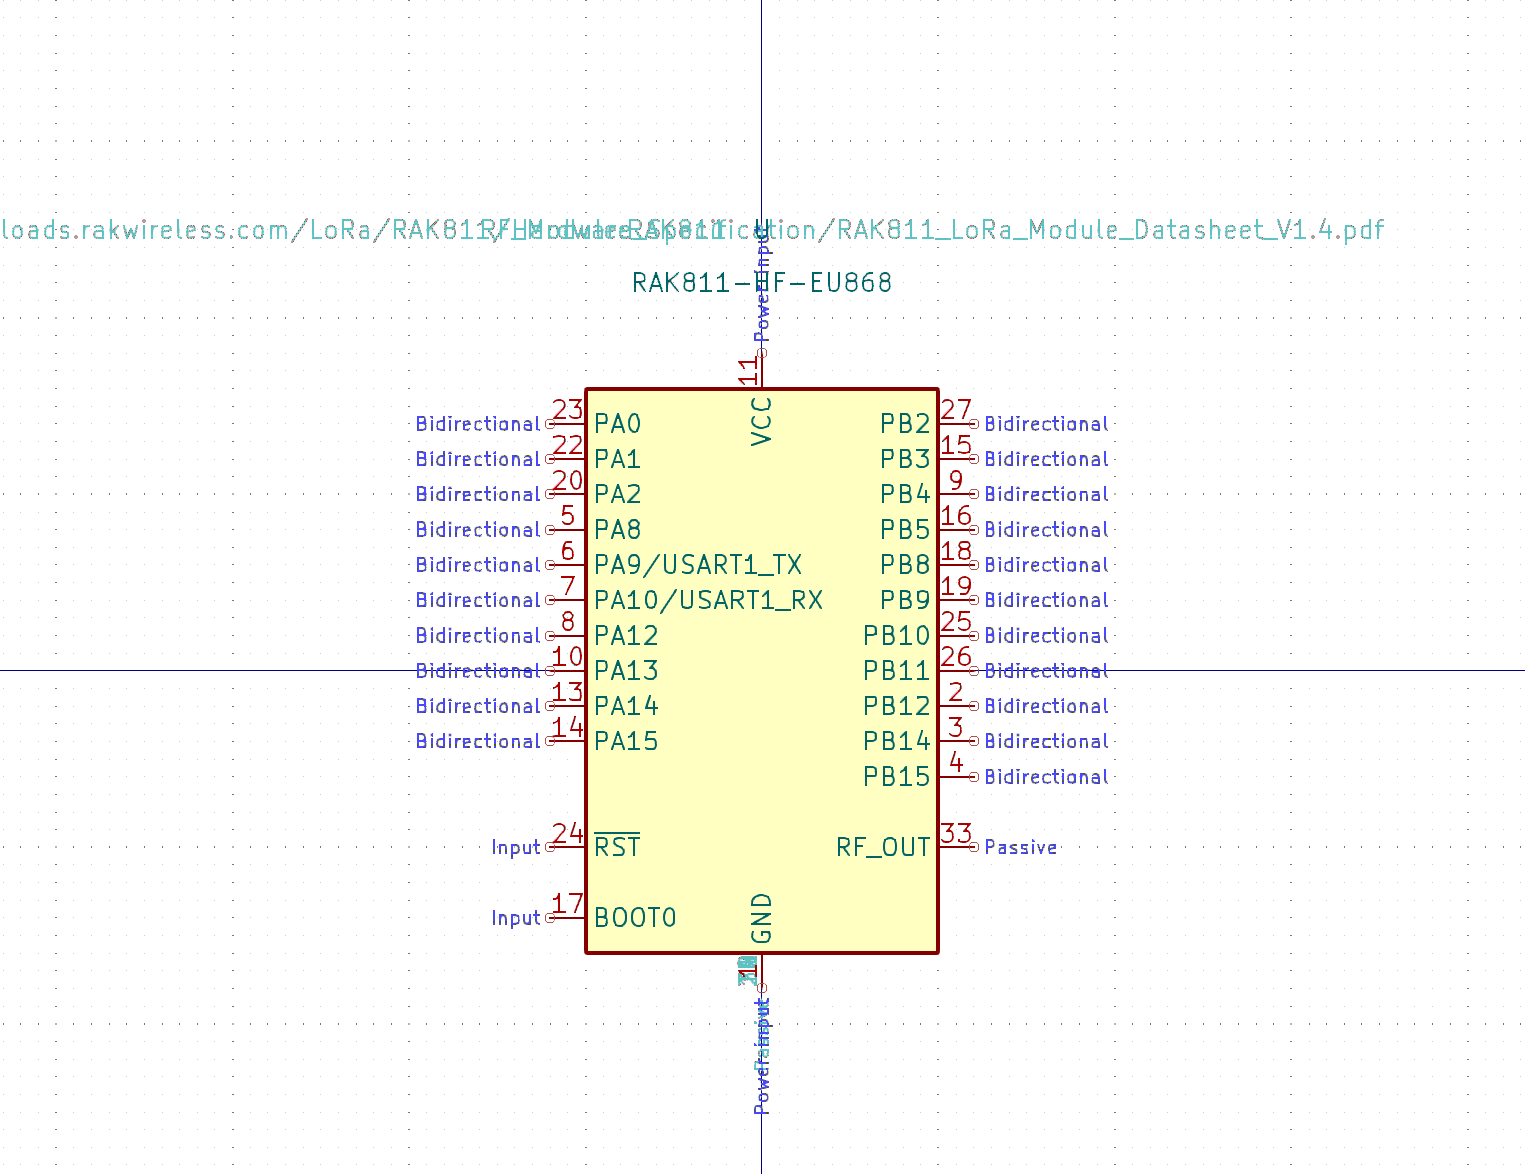 loads.rakwireless.com/LoRa/RAK811/Hardware_Specification/RAK811_LoRa_Module_Datasheet_V1.4.pdf
RF_Module:RAK811
U
RAK811-HF-EU868
Power input
11
VCC
Bidirectional 23 PA0 PB2 27 Bidirectional
Bidirectional 22 PA1 PB3 15 Bidirectional
Bidirectional 20 PA2 PB4 9 Bidirectional
Bidirectional 5 PA8 PB5 16 Bidirectional
Bidirectional 6 PA9/USART1_TX PB8 18 Bidirectional
Bidirectional 7 PA10/USART1_RX PB9 19 Bidirectional
Bidirectional 8 PA12 PB10 25 Bidirectional
Bidirectional 10 PA13 PB11 26 Bidirectional
Bidirectional 13 PA14 PB12 2 Bidirectional
Bidirectional 14 PA15 PB14 3 Bidirectional
PB15 4 Bidirectional
Input 24 RST RF_OUT 33 Passive
Input 17 BOOT0
GND
1
Power input
Passive